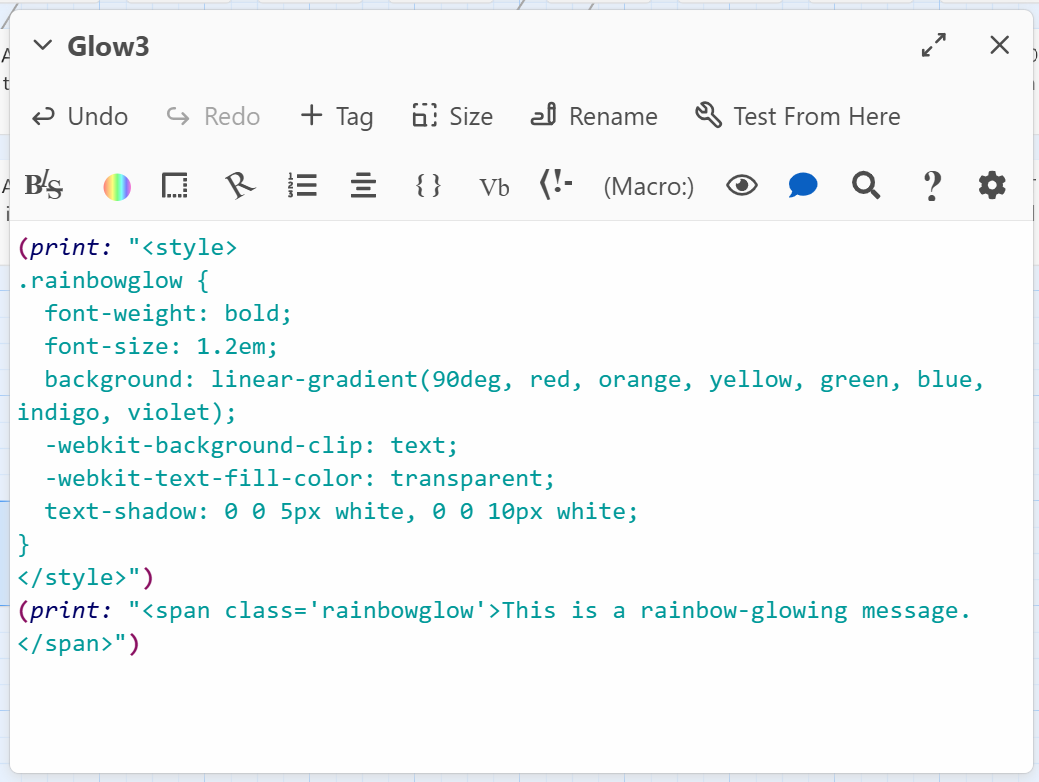 Glow3
Undo Redo + Tag Size Rename Test From Here
B/S { } Vb (!- (Macro:) ?
(print: "<style>
.rainbowglow {
  font-weight: bold;
  font-size: 1.2em;
  background: linear-gradient(90deg, red, orange, yellow, green, blue,
indigo, violet);
  -webkit-background-clip: text;
  -webkit-text-fill-color: transparent;
  text-shadow: 0 0 5px white, 0 0 10px white;
}
</style>")
(print: "<span class='rainbowglow'>This is a rainbow-glowing message.
</span>")